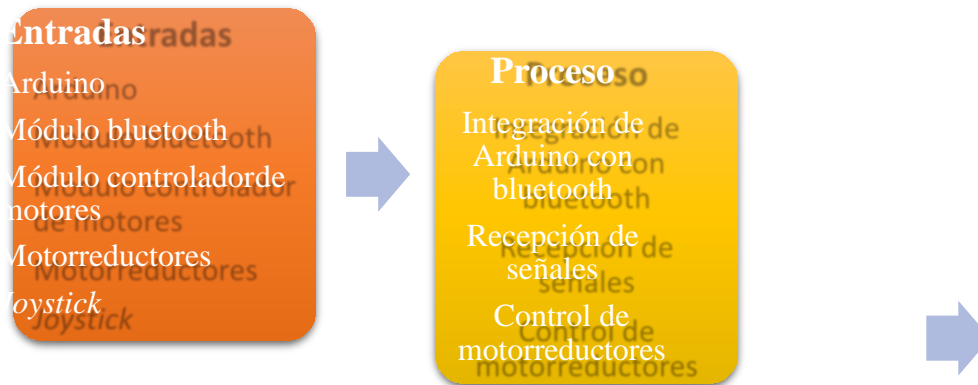 Entradas
Arduino
Módulo bluetooth
Módulo controladorde
motores
Motorreductores
Joystick
Proceso
Integración de
Arduino con
bluetooth
Recepción de
señales
Control de
motorreductores